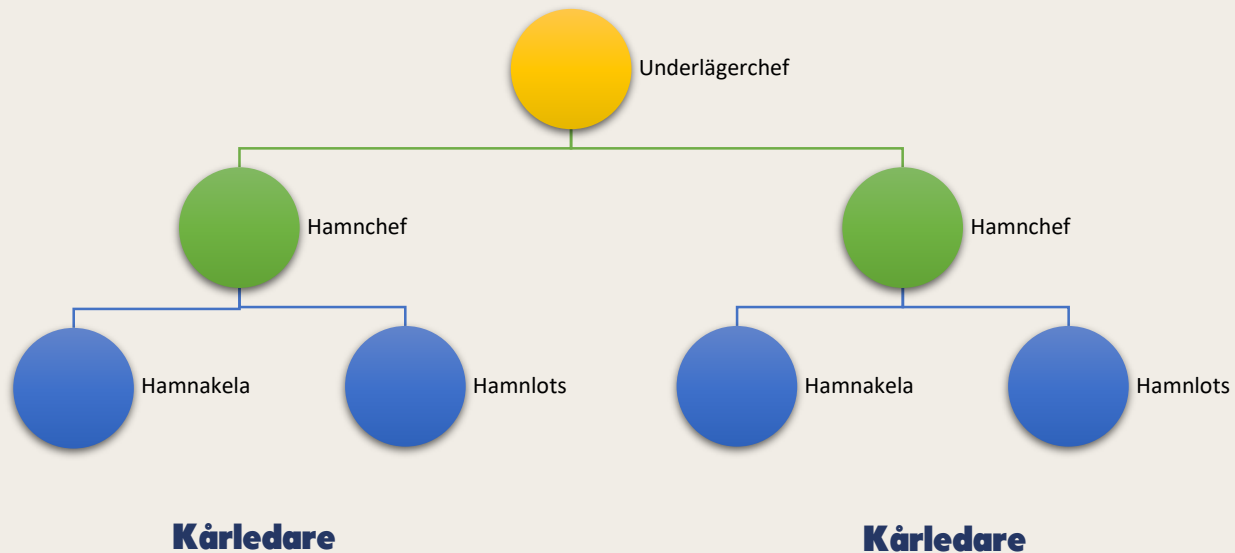 Underlägerchef
Hamnchef
Hamnchef
Hamnakela
Hamnlots
Hamnakela
Hamnlots
Kårledare
Kårledare